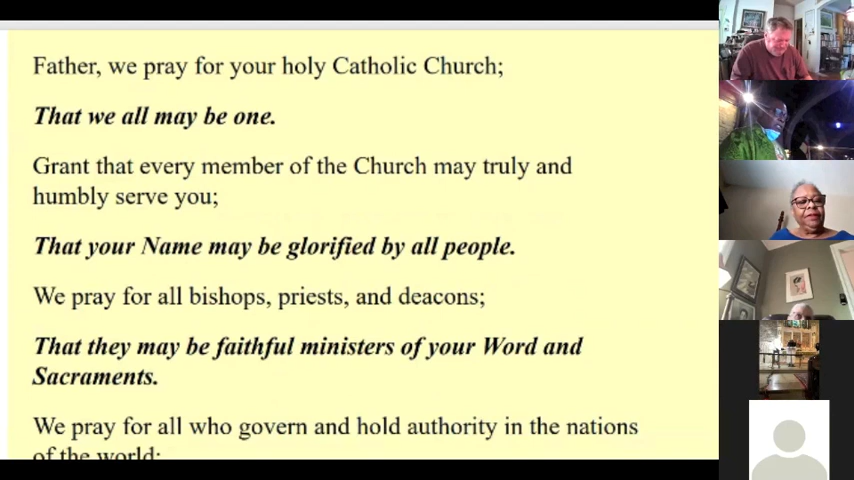 Father, we pray for your holy Catholic Church;
That we all may be one.
Grant that every member of the Church may truly and
humbly serve you;
That your Name may be glorified by all people.
We pray for all bishops, priests, and deacons;
That they may be faithful ministers of your Word and
Sacraments.
We pray for all who govern and hold authority in the nations
of the world;